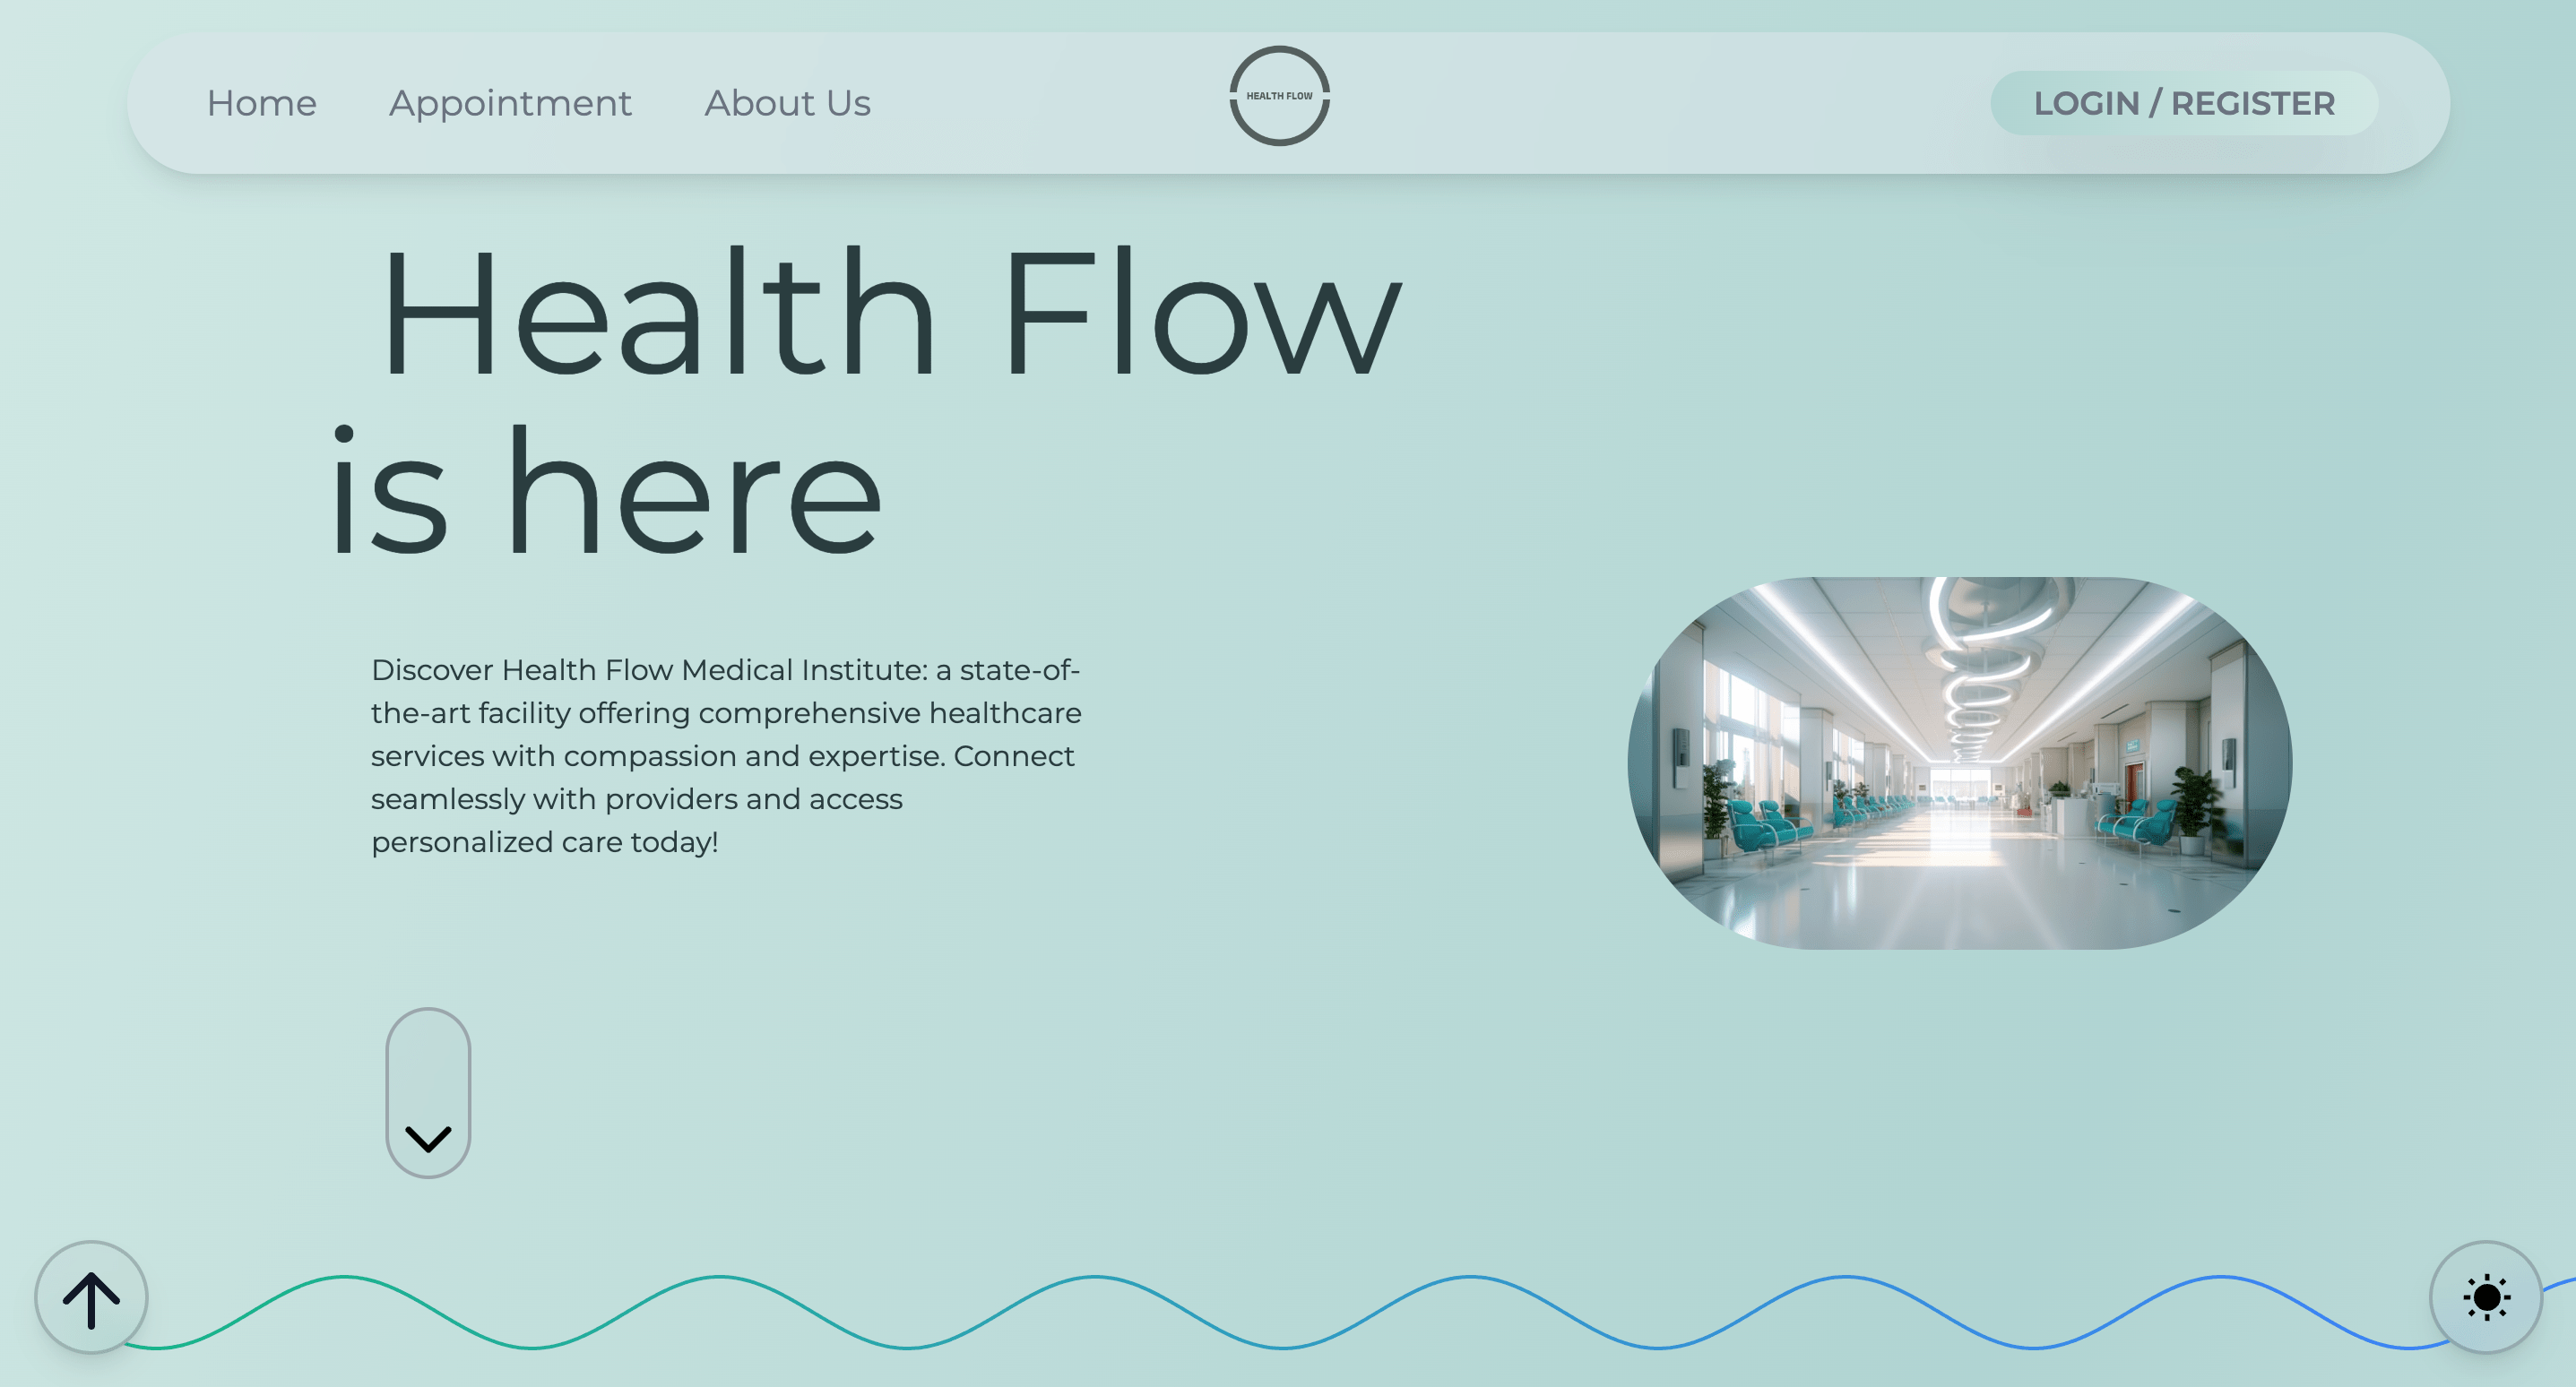 Home
Appointment
About Us
HEALTH FLOW
LOGIN / REGISTER
Health Flow
is here
Discover Health Flow Medical Institute: a state-of-
the-art facility offering comprehensive healthcare
services with compassion and expertise. Connect
seamlessly with providers and access
personalized care today!